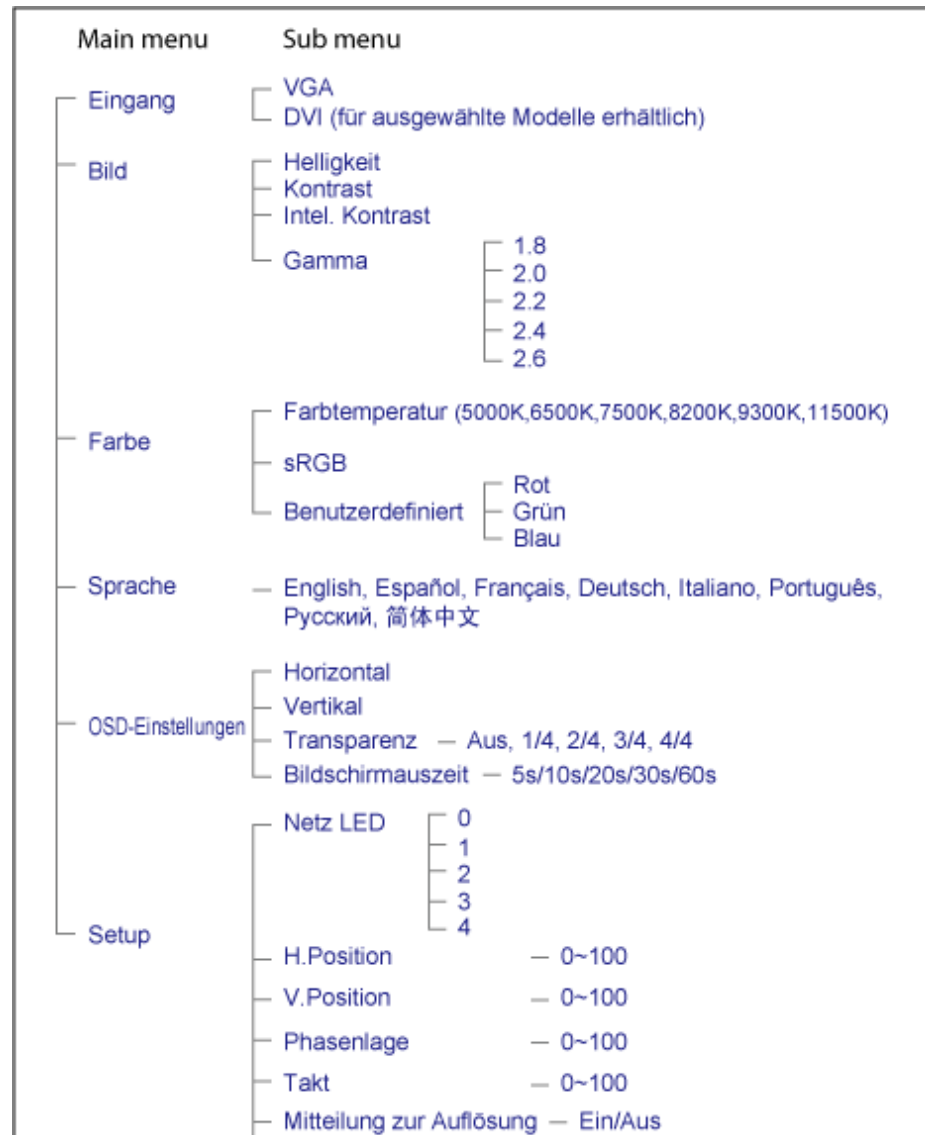 Main menu Sub menu
Eingang
VGA
DVI (für ausgewählte Modelle erhältlich)
Bild
Helligkeit
Kontrast
Intel. Kontrast
Gamma
1.8
2.0
2.2
2.4
2.6
Farbe
Farbtemperatur (5000K,6500K,7500K,8200K,9300K,11500K)
sRGB
Benutzerdefiniert
Rot
Grün
Blau
Sprache
English, Español, Français, Deutsch, Italiano, Português,
Русский, 简体中文
OSD-Einstellungen
Horizontal
Vertikal
Transparenz — Aus, 1/4, 2/4, 3/4, 4/4
Bildschirmauszeit — 5s/10s/20s/30s/60s
Setup
Netz LED
0
1
2
3
4
H.Position — 0~100
V.Position — 0~100
Phasenlage — 0~100
Takt — 0~100
Mitteilung zur Auflösung — Ein/Aus